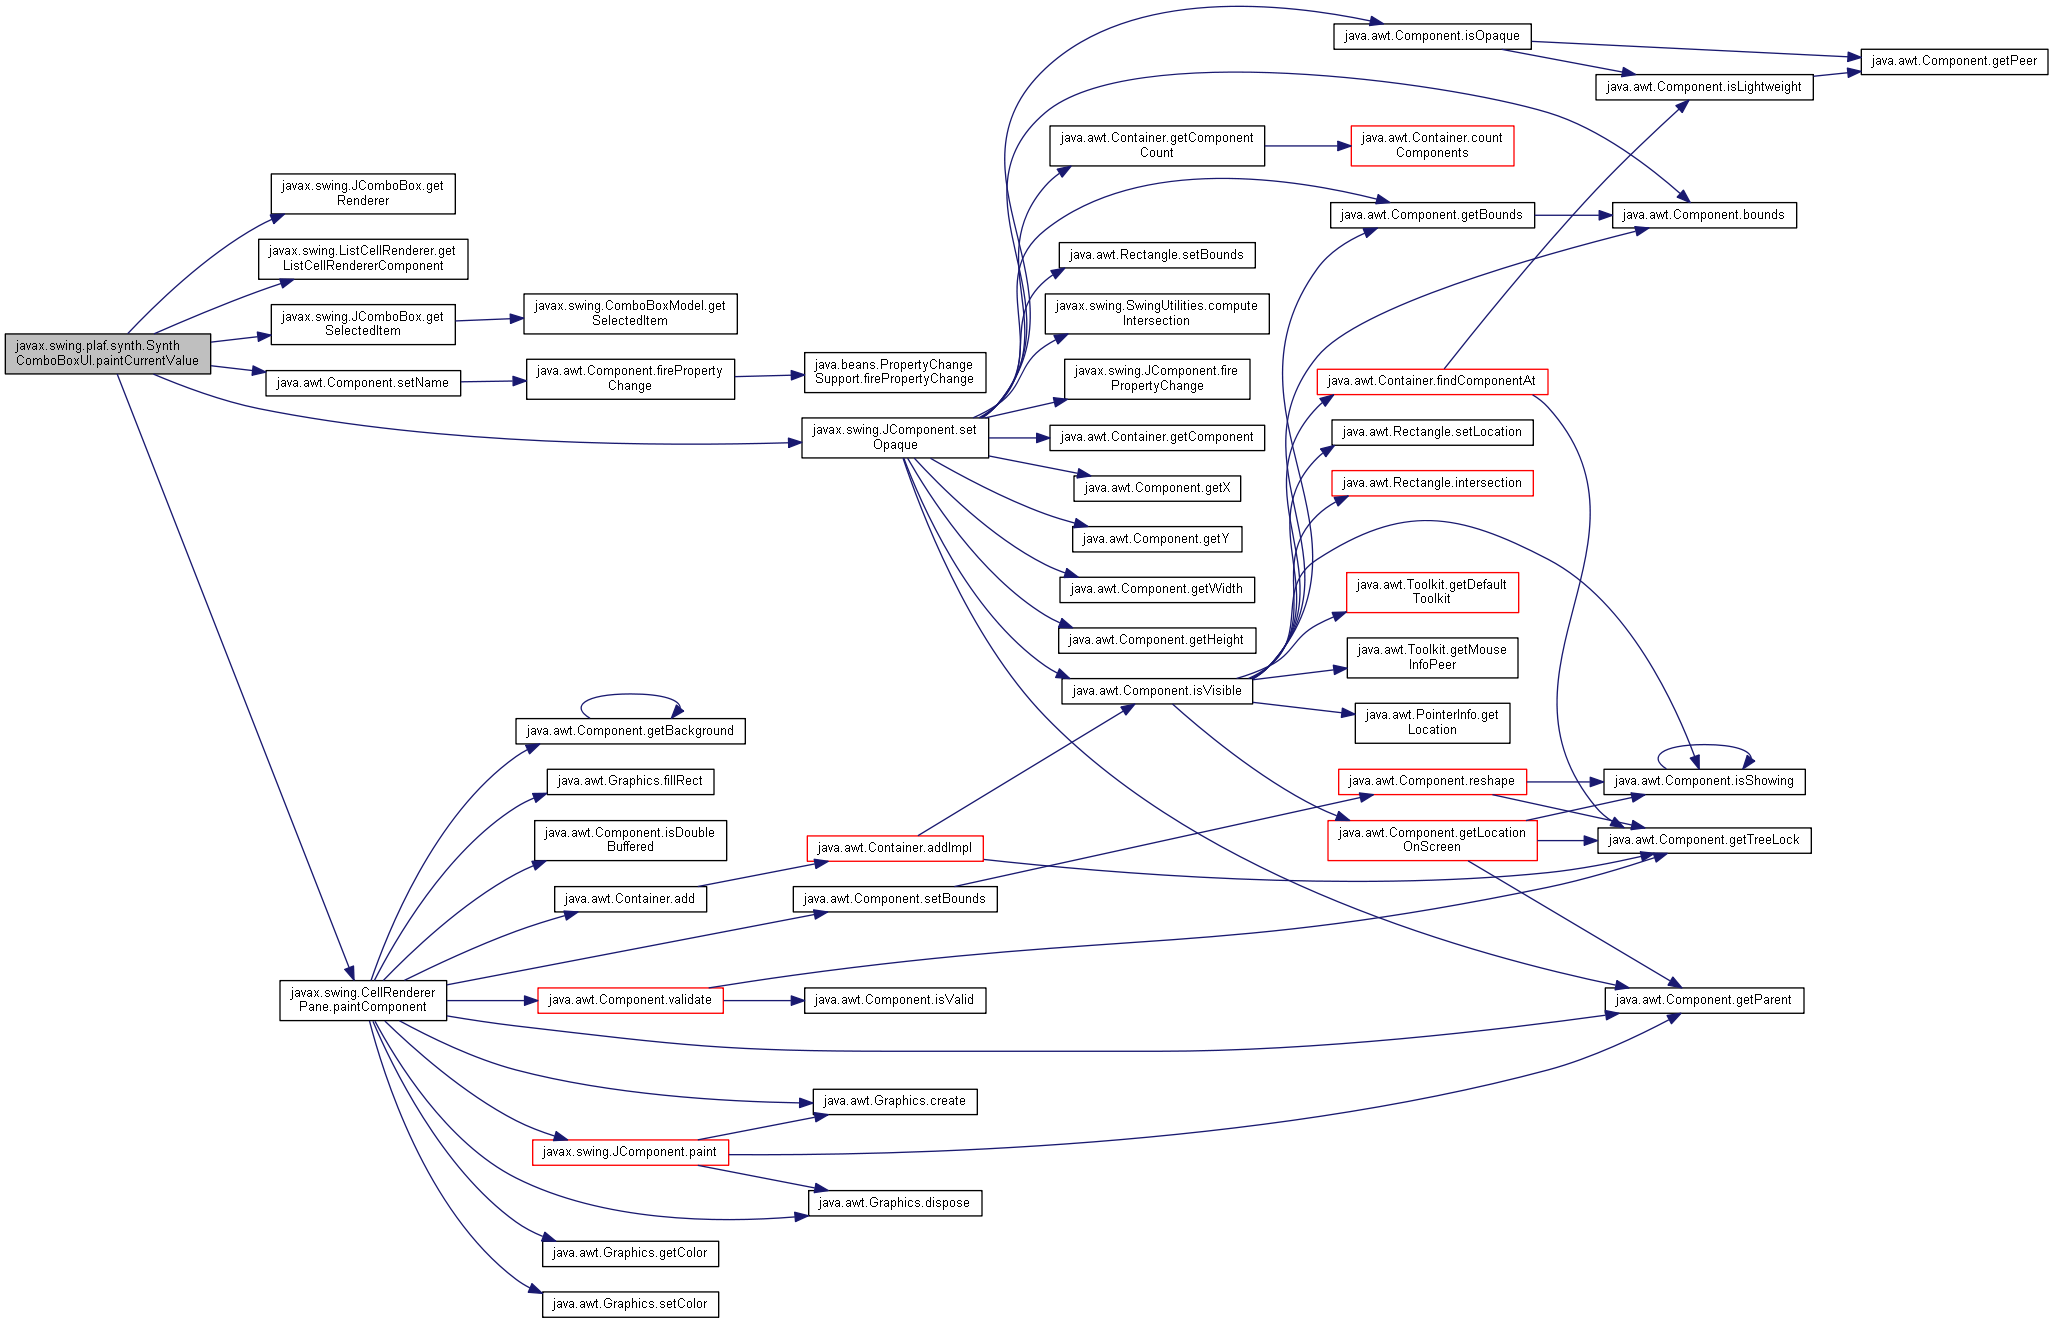 javax.swing.plaf.synth.Synth
ComboBoxUI.paintCurrentValue
javax.swing.JComboBox.get
Renderer
javax.swing.ListCellRenderer.get
ListCellRendererComponent
javax.swing.JComboBox.get
SelectedItem
java.awt.Component.setName
javax.swing.CellRenderer
Pane.paintComponent
javax.swing.ComboBoxModel.get
SelectedItem
java.awt.Component.fireProperty
Change
java.awt.Component.getBackground
java.awt.Graphics.fillRect
java.awt.Component.isDouble
Buffered
java.awt.Container.add
java.awt.Component.validate
javax.swing.JComponent.paint
java.awt.Graphics.getColor
java.awt.Graphics.setColor
java.beans.PropertyChange
Support.firePropertyChange
javax.swing.JComponent.set
Opaque
java.awt.Container.addImpl
java.awt.Component.setBounds
java.awt.Component.isValid
java.awt.Graphics.create
java.awt.Graphics.dispose
java.awt.Container.getComponent
Count
java.awt.Rectangle.setBounds
javax.swing.SwingUtilities.compute
Intersection
javax.swing.JComponent.fire
PropertyChange
java.awt.Container.getComponent
java.awt.Component.getX
java.awt.Component.getY
java.awt.Component.getWidth
java.awt.Component.getHeight
java.awt.Component.isVisible
java.awt.Component.isOpaque
java.awt.Container.count
Components
java.awt.Component.getBounds
java.awt.Container.findComponentAt
java.awt.Rectangle.setLocation
java.awt.Rectangle.intersection
java.awt.Toolkit.getDefault
Toolkit
java.awt.Toolkit.getMouse
InfoPeer
java.awt.PointerInfo.get
Location
java.awt.Component.reshape
java.awt.Component.getLocation
OnScreen
java.awt.Component.isLightweight
java.awt.Component.bounds
java.awt.Component.isShowing
java.awt.Component.getTreeLock
java.awt.Component.getParent
java.awt.Component.getPeer